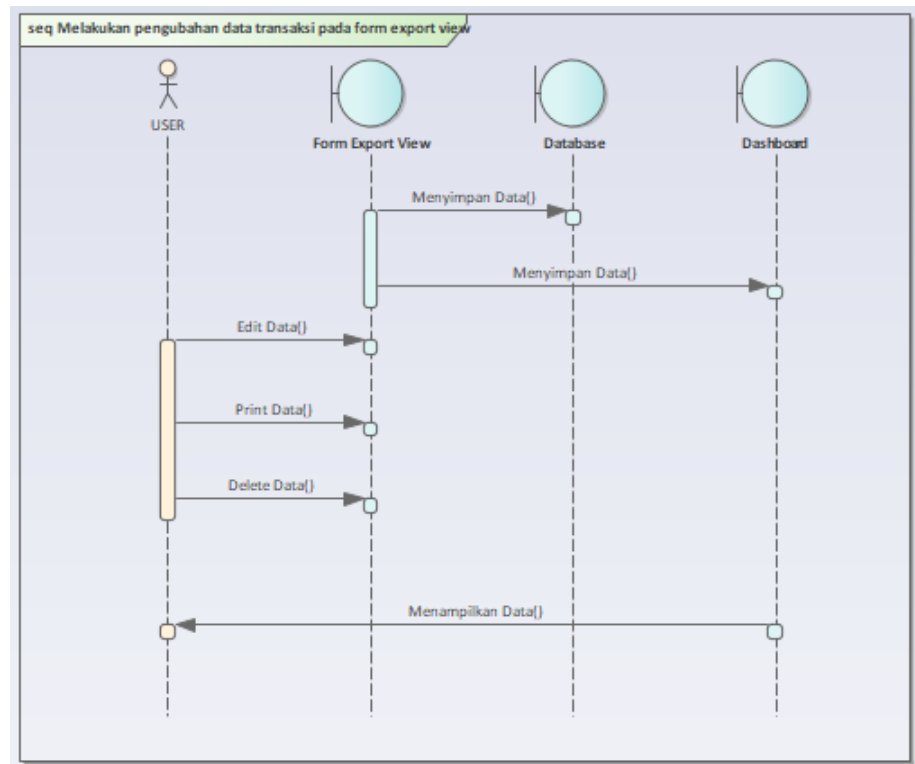 seq Melakukan pengubahan data transaksi pada form export view
USER
Form Export View
Database
Dashboard
Menyimpan Data()
Menyimpan Data()
Edit Data()
Print Data()
Delete Data()
Menampilkan Data()